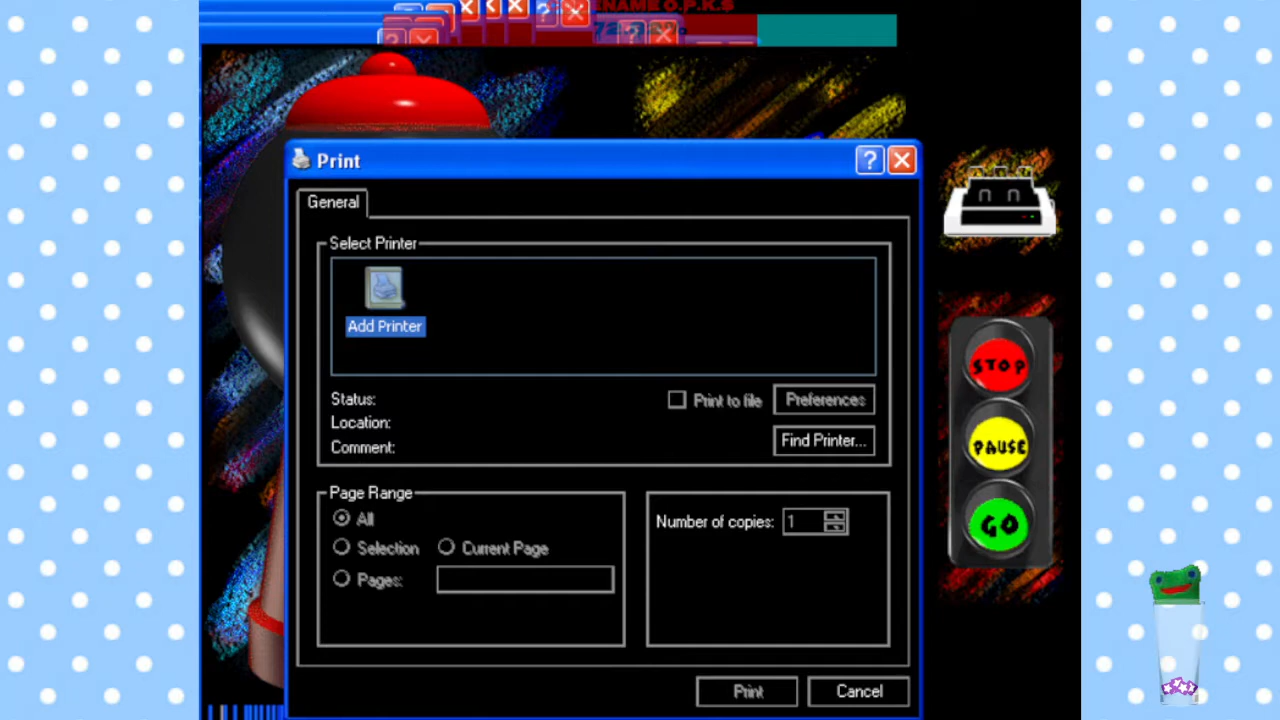 NAME O.P.K.S
Print
General
Select Printer
Add Printer
Status:
Location:
Comment:
Print to file
Preferences
Find Printer...
Page Range
All
Selection
Current Page
Pages:
Number of copies:
1
Print
Cancel
STOP
PAUSE
GO